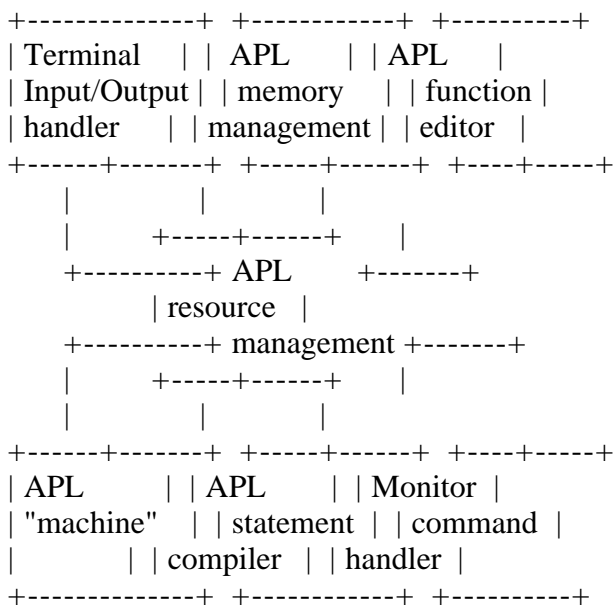 +--------------+ +------------+ +----------+
| Terminal | | APL | | APL |
| Input/Output | | memory | | function |
| handler | | management | | editor |
+------+-------+ +-----+------+ +----+-----+
| | |
| +-----+------+ |
+----------+ APL +-------+
| resource |
+----------+ management +-------+
| +-----+------+ |
| | |
+------+-------+ +-----+------+ +----+-----+
| APL | | APL | | Monitor |
| "machine" | | statement | | command |
| | | compiler | | handler |
+--------------+ +------------+ +----------+